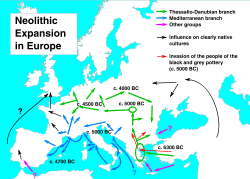 Neolithic
Expansion
in Europe
Thessalo-Danubian branch
Mediterranean branch
Other groups
Influence on clearly native
cultures
Invasion of the people of the
black and grey pottery
(c. 5000 BC)
?
c. 4000 BC
c. 4500 BC
c. 5000 BC
c. 5000 BC
?
c. 6300 BC
c. 4700 BC
?
?